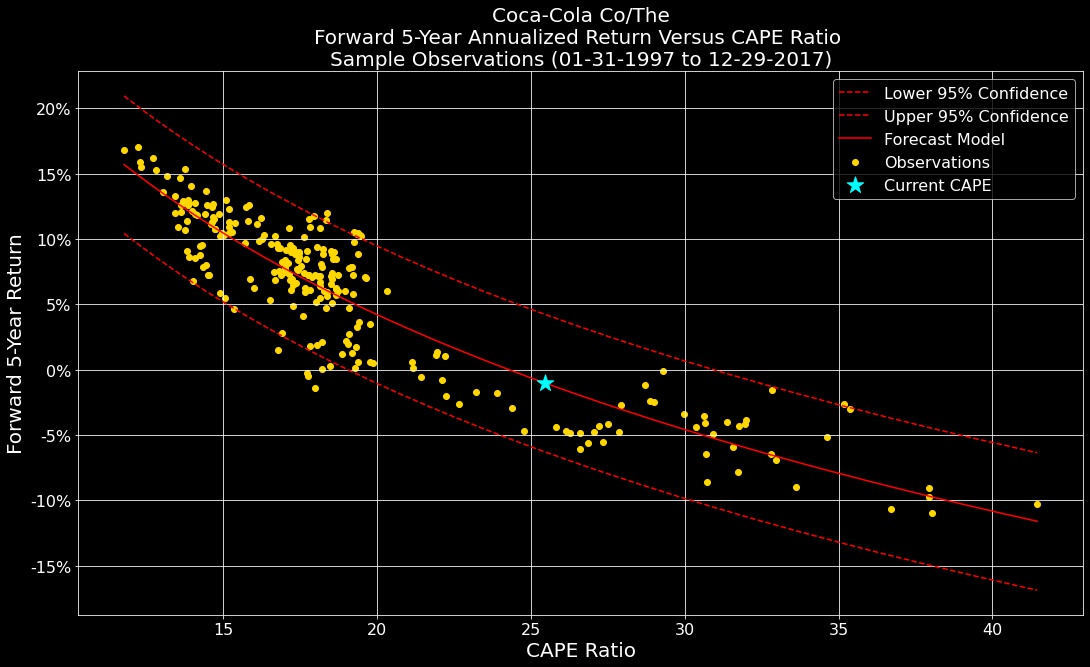 Coca-Cola Co/The
Forward 5-Year Annualized Return Versus CAPE Ratio
Sample Observations (01-31-1997 to 12-29-2017)
Lower 95% Confidence
Upper 95% Confidence
Forecast Model
Observations
Current CAPE
Forward 5-Year Return
20%
15%
10%
5%
0%
-5%
-10%
-15%
15 20 25 30 35 40
CAPE Ratio